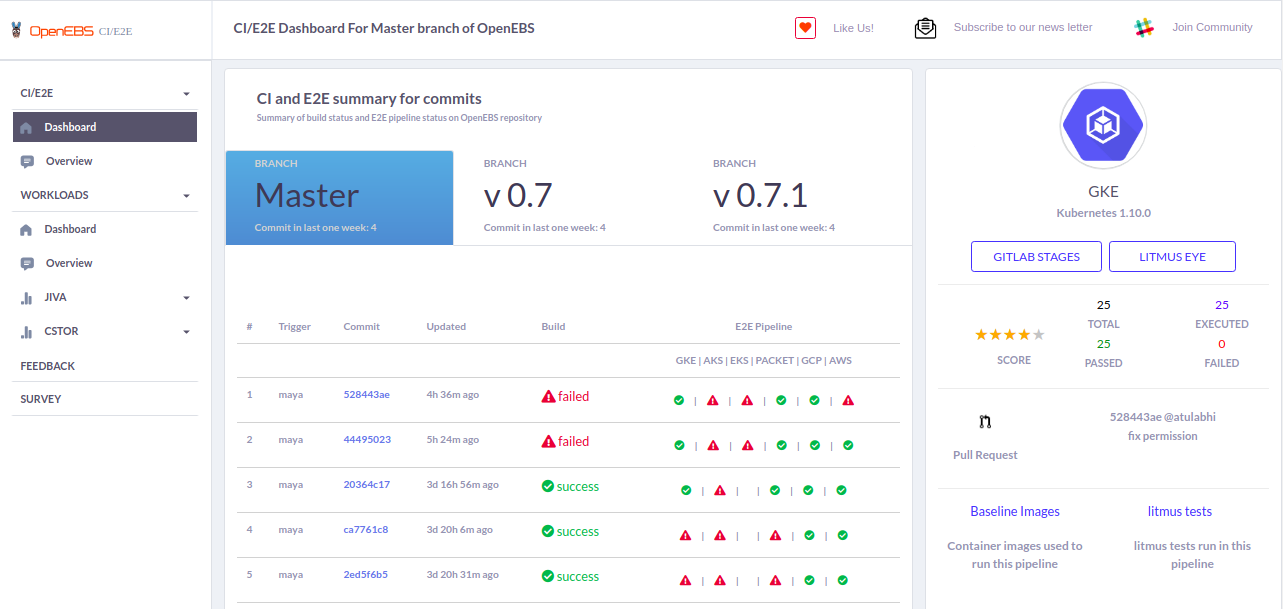 OpenEBS CI/E2E
CI/E2E Dashboard For Master branch of OpenEBS
Like Us!
Subscribe to our news letter
Join Community
CI/E2E
Dashboard
Overview
WORKLOADS
Dashboard
Overview
JIVA
CSTOR
FEEDBACK
SURVEY
CI and E2E summary for commits
Summary of build status and E2E pipeline status on OpenEBS repository
BRANCH
Master
Commit in last one week: 4
BRANCH
v 0.7
Commit in last one week: 4
BRANCH
v 0.7.1
Commit in last one week: 4
# Trigger Commit Updated Build E2E Pipeline
GKE | AKS | EKS | PACKET | GCP | AWS
1 maya 528443ae 4h 36m ago failed | | | | |
2 maya 44495023 5h 24m ago failed | | | | |
3 maya 20364c17 3d 16h 56m ago success | | | | |
4 maya ca7761c8 3d 20h 6m ago success | | | | |
5 maya 2ed5f6b5 3d 20h 31m ago success | | | | |
GKE
Kubernetes 1.10.0
GITLAB STAGES
LITMUS EYE
SCORE
25
TOTAL
25
EXECUTED
25
PASSED
0
FAILED
Pull Request
528443ae @atulabhi
fix permission
Baseline Images
Container images used to
run this pipeline
litmus tests
litmus tests run in this
pipeline